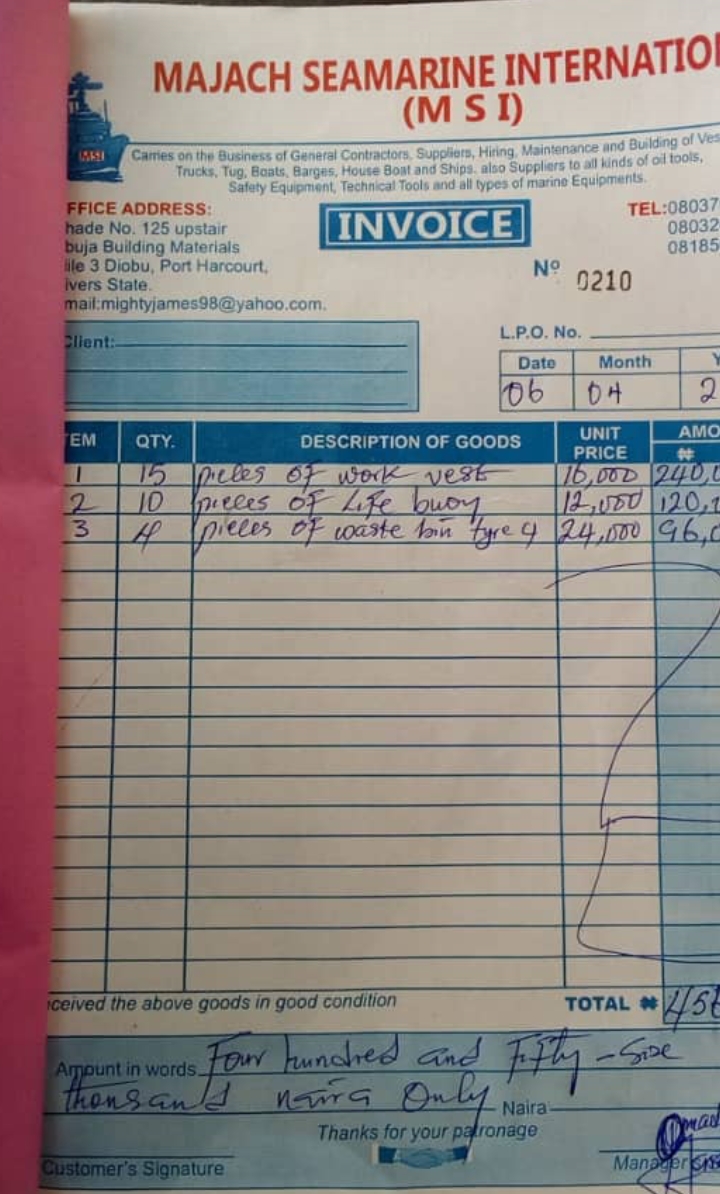 MAJACH SEAMARINE INTERNATIO
(M S I)
MSI
Carries on the Business of General Contractors, Suppliers, Hiring, Maintenance and Building of Ves
Trucks, Tug, Boats, Barges, House Boat and Ships. also Suppliers to all kinds of oil tools,
Safety Equipment, Technical Tools and all types of marine Equipments.
FFICE ADDRESS:
hade No. 125 upstair
buja Building Materials
ile 3 Diobu, Port Harcourt,
ivers State.
mail:mightyjames98@yahoo.com.
INVOICE
TEL:08037
08032
08185
Nº 0210
Client:
L.P.O. No.
Date Month Y
06 04 2
EM QTY. DESCRIPTION OF GOODS UNIT PRICE AMO ₦
1 15 pieces of work vest 16,000 240,0
2 10 pieces of Life buoy 12,000 120,
3 4 pieces of waste bin tyre 4 24,000 96,0
ceived the above goods in good condition TOTAL ₦ 456
Amount in words Four hundred and Fifty-Size
thousand naira Only Naira
Thanks for your patronage
Customer's Signature Manager